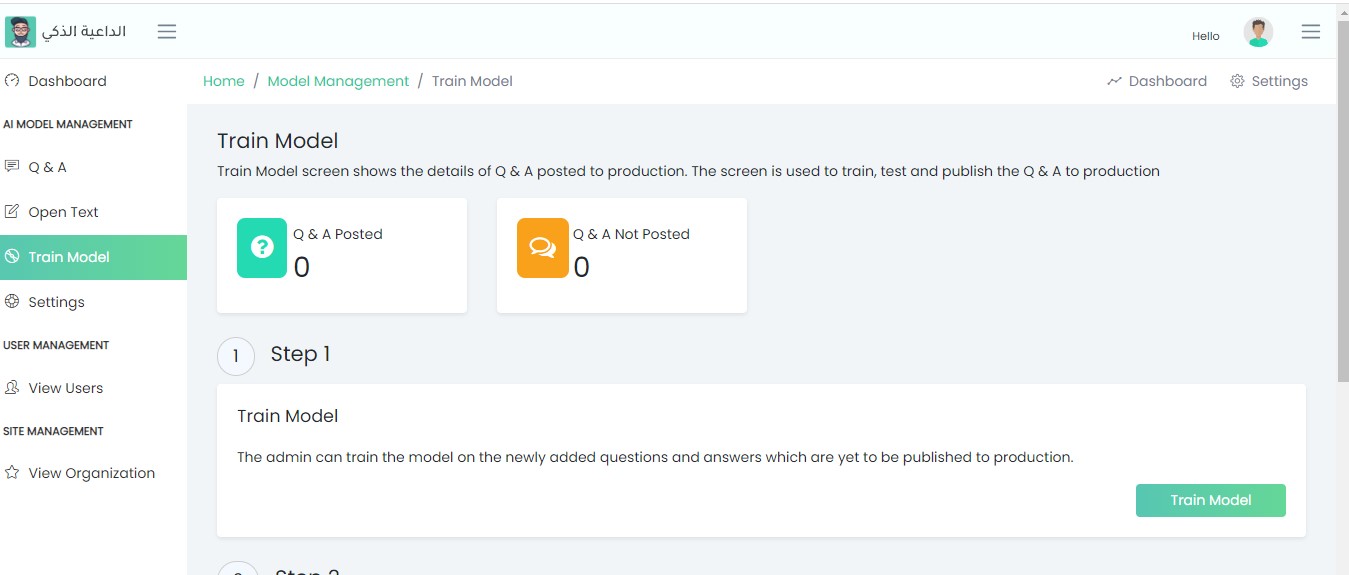 الداعية الذكي
Hello
Dashboard
AI MODEL MANAGEMENT
Q & A
Open Text
Train Model
Settings
USER MANAGEMENT
View Users
SITE MANAGEMENT
View Organization
Home / Model Management / Train Model
Dashboard Settings
Train Model
Train Model screen shows the details of Q & A posted to production. The screen is used to train, test and publish the Q & A to production
Q & A Posted
0
Q & A Not Posted
0
1 Step 1
Train Model
The admin can train the model on the newly added questions and answers which are yet to be published to production.
Train Model
2 Step 2